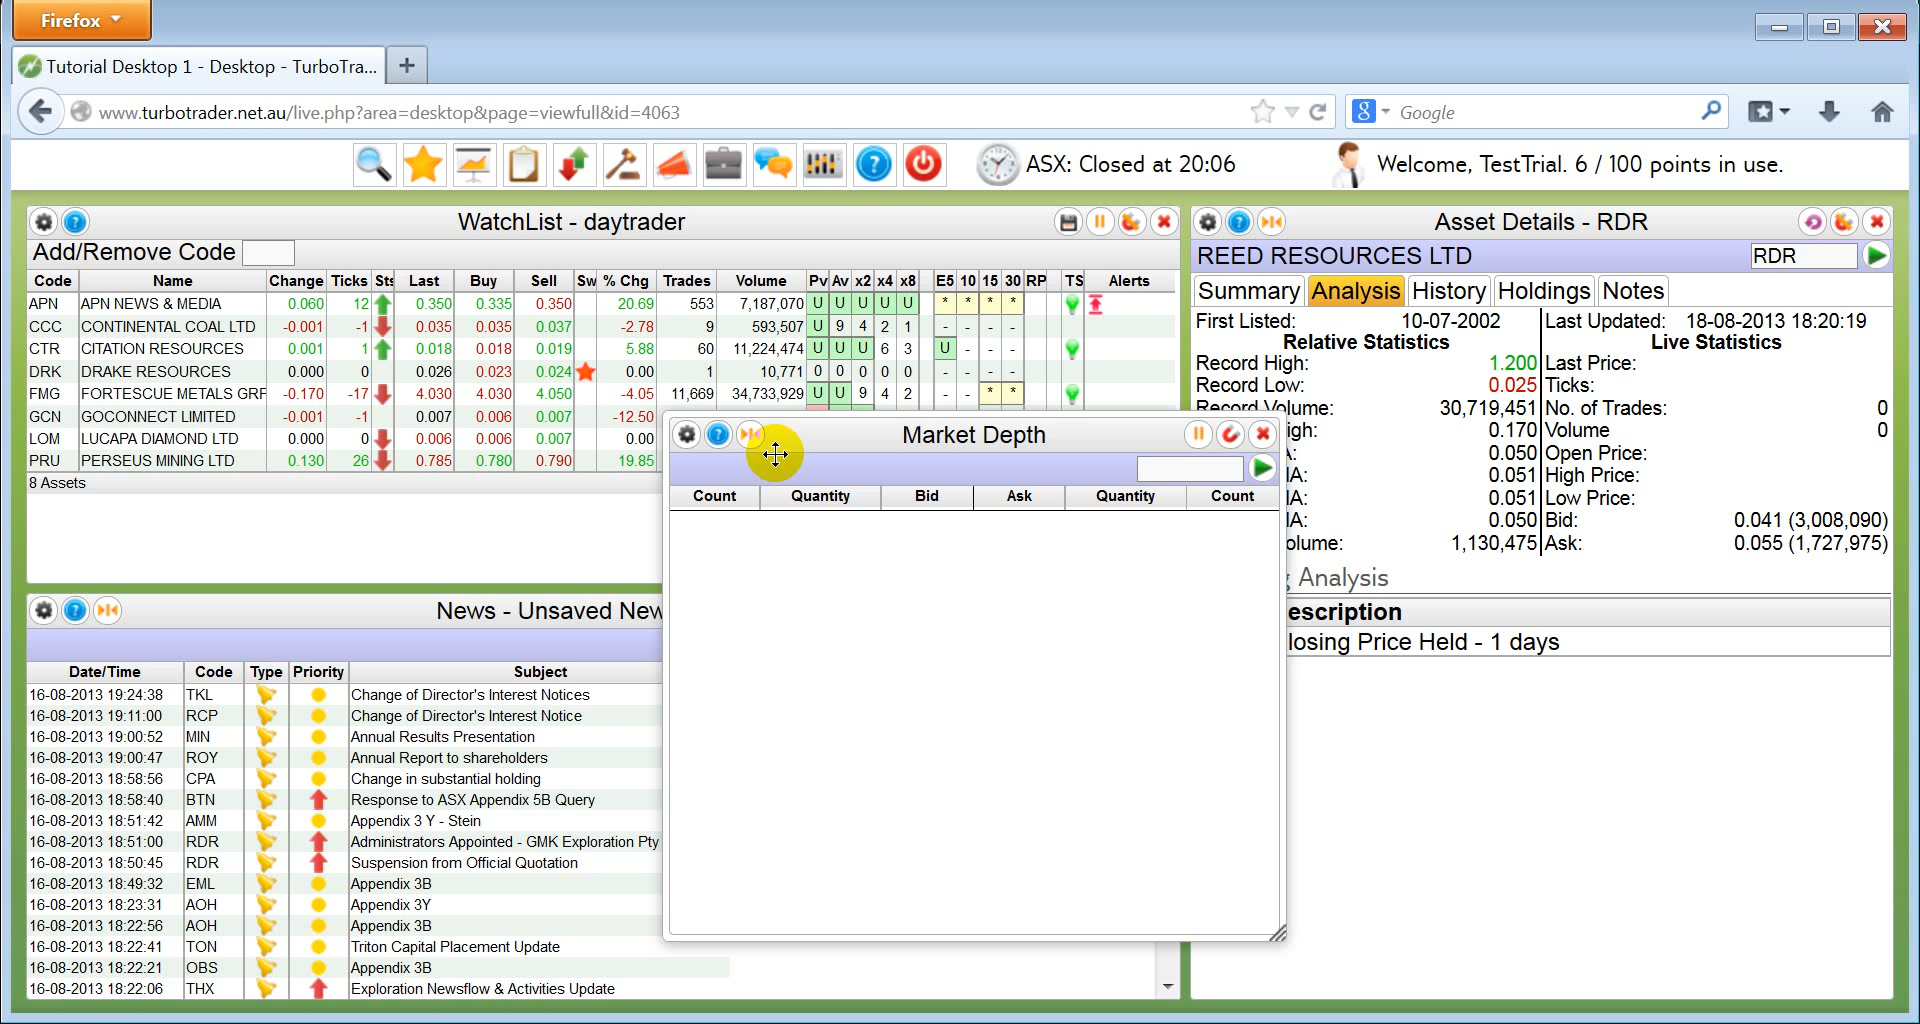 Firefox
Tutorial Desktop 1 - Desktop - TurboTra...
www.turbotrader.net.au/live.php?area=desktop&page=viewfull&id=4063
Google
ASX: Closed at 20:06
Welcome, TestTrial. 6 / 100 points in use.
WatchList - daytrader
Add/Remove Code
Code Name Change Ticks Sts Last Buy Sell Sw % Chg Trades Volume Pv Av x2 x4 x8 E5 10 15 30 RP TS Alerts
APN APN NEWS & MEDIA 0.060 12 0.350 0.335 0.350 20.69 553 7,187,070 U U U U U * * * *
CCC CONTINENTAL COAL LTD -0.001 -1 0.035 0.035 0.037 -2.78 9 593,507 U 9 4 2 1 - - - -
CTR CITATION RESOURCES 0.001 1 0.018 0.018 0.019 5.88 60 11,224,474 U U U 6 3 U - - -
DRK DRAKE RESOURCES 0.000 0 0.026 0.023 0.024 0.00 1 10,771 0 0 0 0 0 - - - -
FMG FORTESCUE METALS GRF -0.170 -17 4.030 4.030 4.050 -4.05 11,669 34,733,929 U U 9 4 2 - - * *
GCN GOCONNECT LIMITED -0.001 -1 0.007 0.006 0.007 -12.50
LOM LUCAPA DIAMOND LTD 0.000 0 0.006 0.006 0.007 0.00
PRU PERSEUS MINING LTD 0.130 26 0.785 0.780 0.790 19.85
8 Assets
Asset Details - RDR
REED RESOURCES LTD RDR
Summary Analysis History Holdings Notes
First Listed: 10-07-2002 Last Updated: 18-08-2013 18:20:19
Relative Statistics Live Statistics
Record High: 1.200 Last Price:
Record Low: 0.025 Ticks:
Record Volume: 30,719,451 No. of Trades: 0
igh: 0.170 Volume 0
0.050 Open Price:
IA: 0.051 High Price:
IA: 0.051 Low Price:
IA: 0.050 Bid: 0.041 (3,008,090)
olume: 1,130,475 Ask: 0.055 (1,727,975)
Analysis
escription
losing Price Held - 1 days
Market Depth
Count Quantity Bid Ask Quantity Count
News - Unsaved New
Date/Time Code Type Priority Subject
16-08-2013 19:24:38 TKL Change of Director's Interest Notices
16-08-2013 19:11:00 RCP Change of Director's Interest Notice
16-08-2013 19:00:52 MIN Annual Results Presentation
16-08-2013 19:00:47 ROY Annual Report to shareholders
16-08-2013 18:58:56 CPA Change in substantial holding
16-08-2013 18:58:40 BTN Response to ASX Appendix 5B Query
16-08-2013 18:51:42 AMM Appendix 3 Y - Stein
16-08-2013 18:51:00 RDR Administrators Appointed - GMK Exploration Pty
16-08-2013 18:50:45 RDR Suspension from Official Quotation
16-08-2013 18:49:32 EML Appendix 3B
16-08-2013 18:23:31 AOH Appendix 3Y
16-08-2013 18:22:56 AOH Appendix 3B
16-08-2013 18:22:41 TON Triton Capital Placement Update
16-08-2013 18:22:21 OBS Appendix 3B
16-08-2013 18:22:06 THX Exploration Newsflow & Activities Update